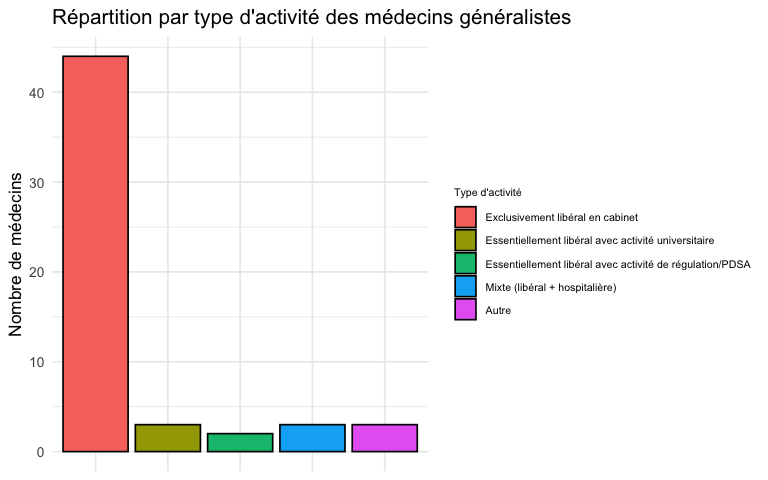 Répartition par type d'activité des médecins généralistes
Nombre de médecins
40
30
20
10
0
Type d'activité
Exclusivement libéral en cabinet
Essentiellement libéral avec activité universitaire
Essentiellement libéral avec activité de régulation/PDSA
Mixte (libéral + hospitalière)
Autre